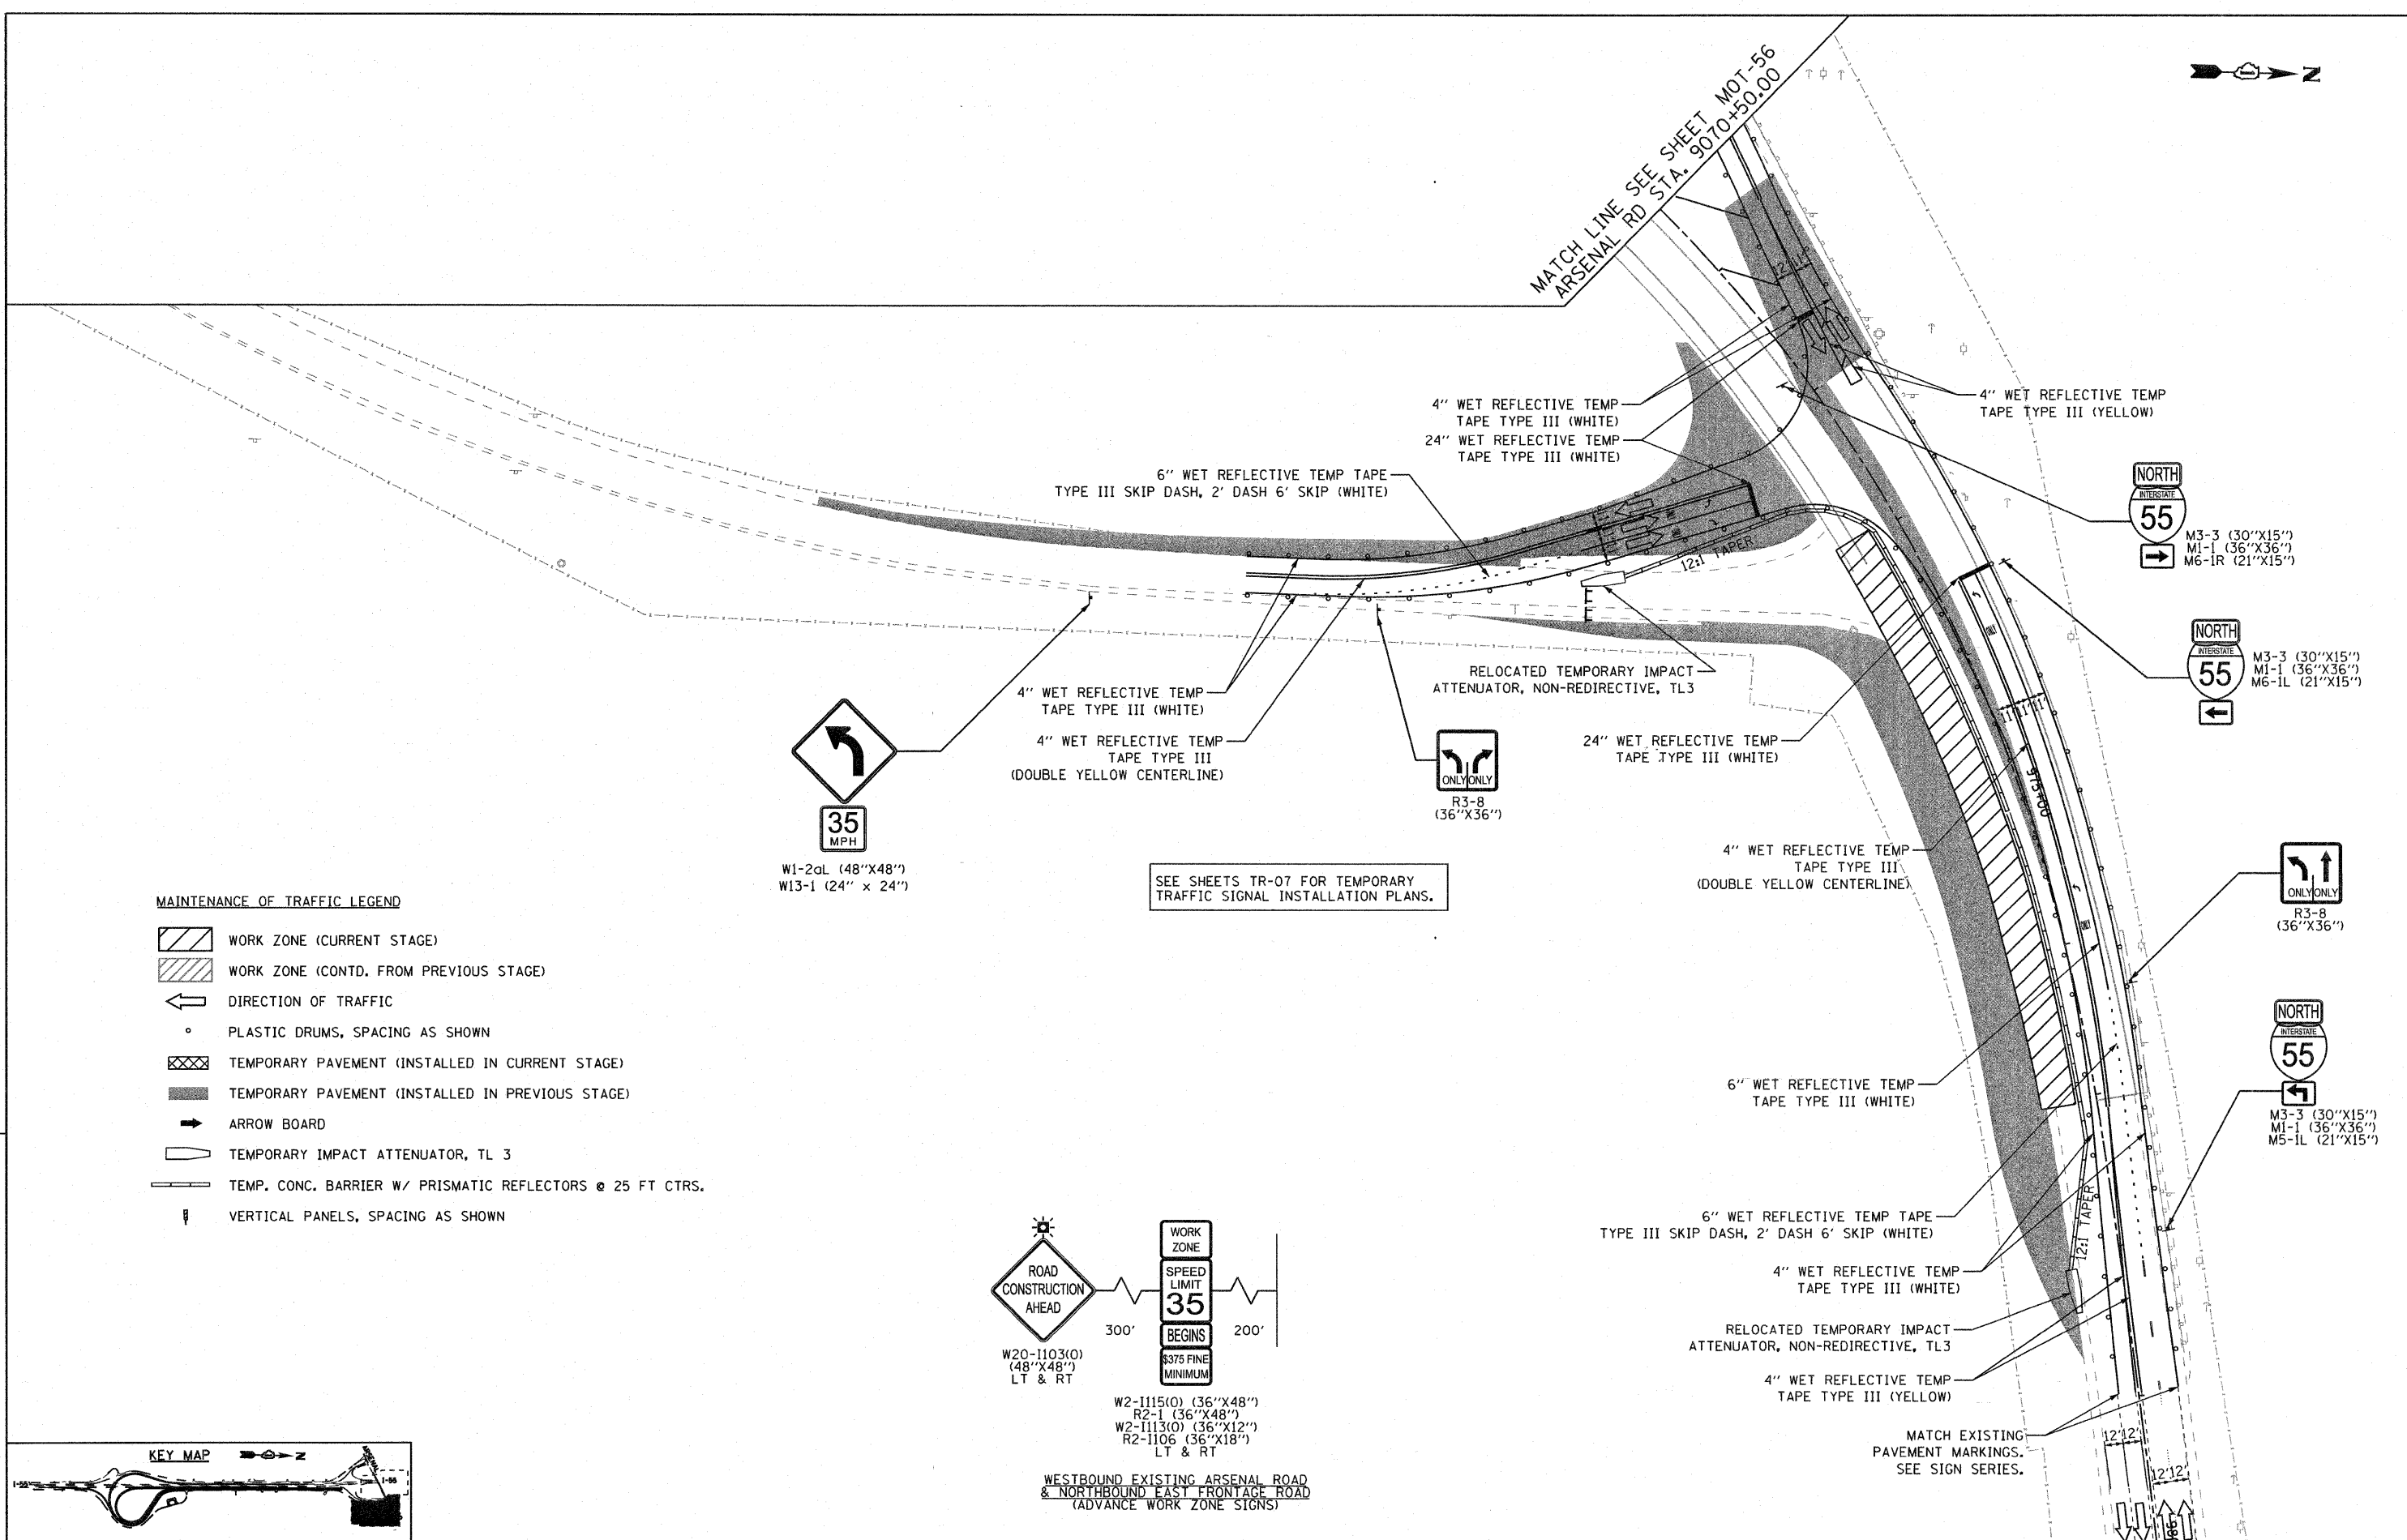 MATCH LINE SEE SHEET MOT-56
ARSENAL RD STA. 9070+50.00
N
12'
11'
4" WET REFLECTIVE TEMP
TAPE TYPE III (WHITE)
24" WET REFLECTIVE TEMP
TAPE TYPE III (WHITE)
4" WET REFLECTIVE TEMP
TAPE TYPE III (YELLOW)
6" WET REFLECTIVE TEMP TAPE
TYPE III SKIP DASH, 2' DASH 6' SKIP (WHITE)
NORTH
INTERSTATE
55
M3-3 (30"X15")
M1-1 (36"X36")
M6-1R (21"X15")
12:1 TAPER
NORTH
INTERSTATE
55
M3-3 (30"X15")
M1-1 (36"X36")
M6-1L (21"X15")
RELOCATED TEMPORARY IMPACT
ATTENUATOR, NON-REDIRECTIVE, TL3
4" WET REFLECTIVE TEMP
TAPE TYPE III (WHITE)
4" WET REFLECTIVE TEMP
TAPE TYPE III
(DOUBLE YELLOW CENTERLINE)
24" WET REFLECTIVE TEMP
TAPE TYPE III (WHITE)
11'11'11'
975+00
35
MPH
W1-2aL (48"X48")
W13-1 (24" x 24")
ONLY ONLY
R3-8
(36"X36")
4" WET REFLECTIVE TEMP
TAPE TYPE III
(DOUBLE YELLOW CENTERLINE)
ONLY ONLY
R3-8
(36"X36")
SEE SHEETS TR-07 FOR TEMPORARY
TRAFFIC SIGNAL INSTALLATION PLANS.
MAINTENANCE OF TRAFFIC LEGEND
WORK ZONE (CURRENT STAGE)
WORK ZONE (CONTD. FROM PREVIOUS STAGE)
DIRECTION OF TRAFFIC
PLASTIC DRUMS, SPACING AS SHOWN
TEMPORARY PAVEMENT (INSTALLED IN CURRENT STAGE)
TEMPORARY PAVEMENT (INSTALLED IN PREVIOUS STAGE)
ARROW BOARD
TEMPORARY IMPACT ATTENUATOR, TL 3
TEMP. CONC. BARRIER W/ PRISMATIC REFLECTORS @ 25 FT CTRS.
VERTICAL PANELS, SPACING AS SHOWN
6" WET REFLECTIVE TEMP
TAPE TYPE III (WHITE)
NORTH
INTERSTATE
55
M3-3 (30"X15")
M1-1 (36"X36")
M5-1L (21"X15")
6" WET REFLECTIVE TEMP TAPE
TYPE III SKIP DASH, 2' DASH 6' SKIP (WHITE)
12:1 TAPER
4" WET REFLECTIVE TEMP
TAPE TYPE III (WHITE)
RELOCATED TEMPORARY IMPACT
ATTENUATOR, NON-REDIRECTIVE, TL3
4" WET REFLECTIVE TEMP
TAPE TYPE III (YELLOW)
MATCH EXISTING
PAVEMENT MARKINGS.
SEE SIGN SERIES.
12'12'
12'12'
ROAD
CONSTRUCTION
AHEAD
300'
W20-I103(O)
(48"X48")
LT & RT
WORK
ZONE
SPEED
LIMIT
35
BEGINS
$375 FINE
MINIMUM
200'
W2-I115(O) (36"X48")
R2-1 (36"X48")
W2-I113(O) (36"X12")
R2-I106 (36"X18")
LT & RT
WESTBOUND EXISTING ARSENAL ROAD
& NORTHBOUND EAST FRONTAGE ROAD
(ADVANCE WORK ZONE SIGNS)
KEY MAP
N
I-55
I-55